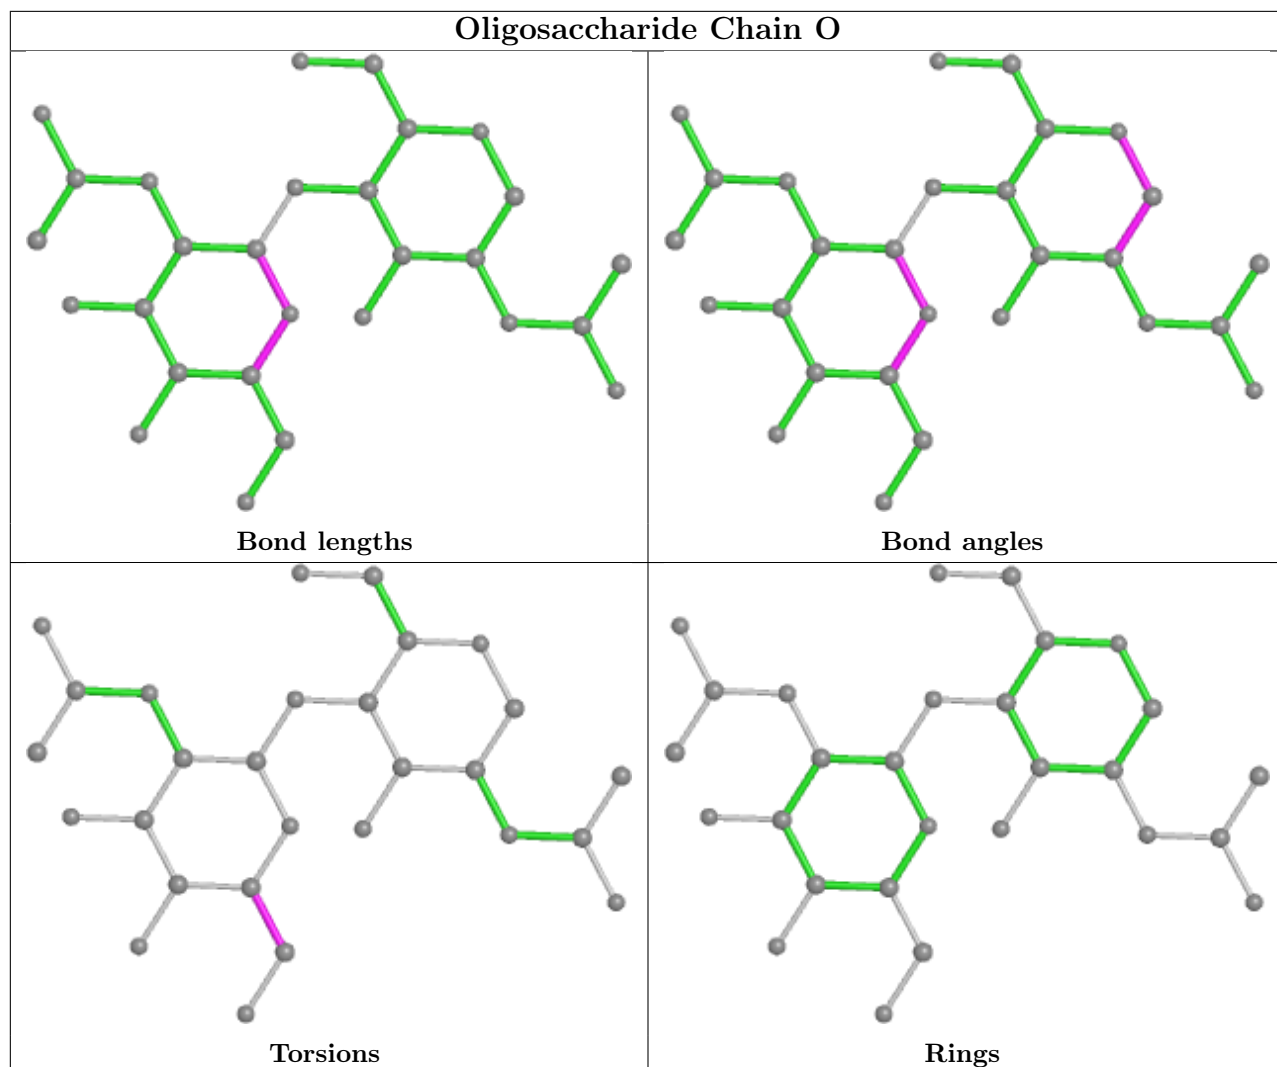 Oligosaccharide Chain O
Bond lengths
Bond angles
Torsions
Rings